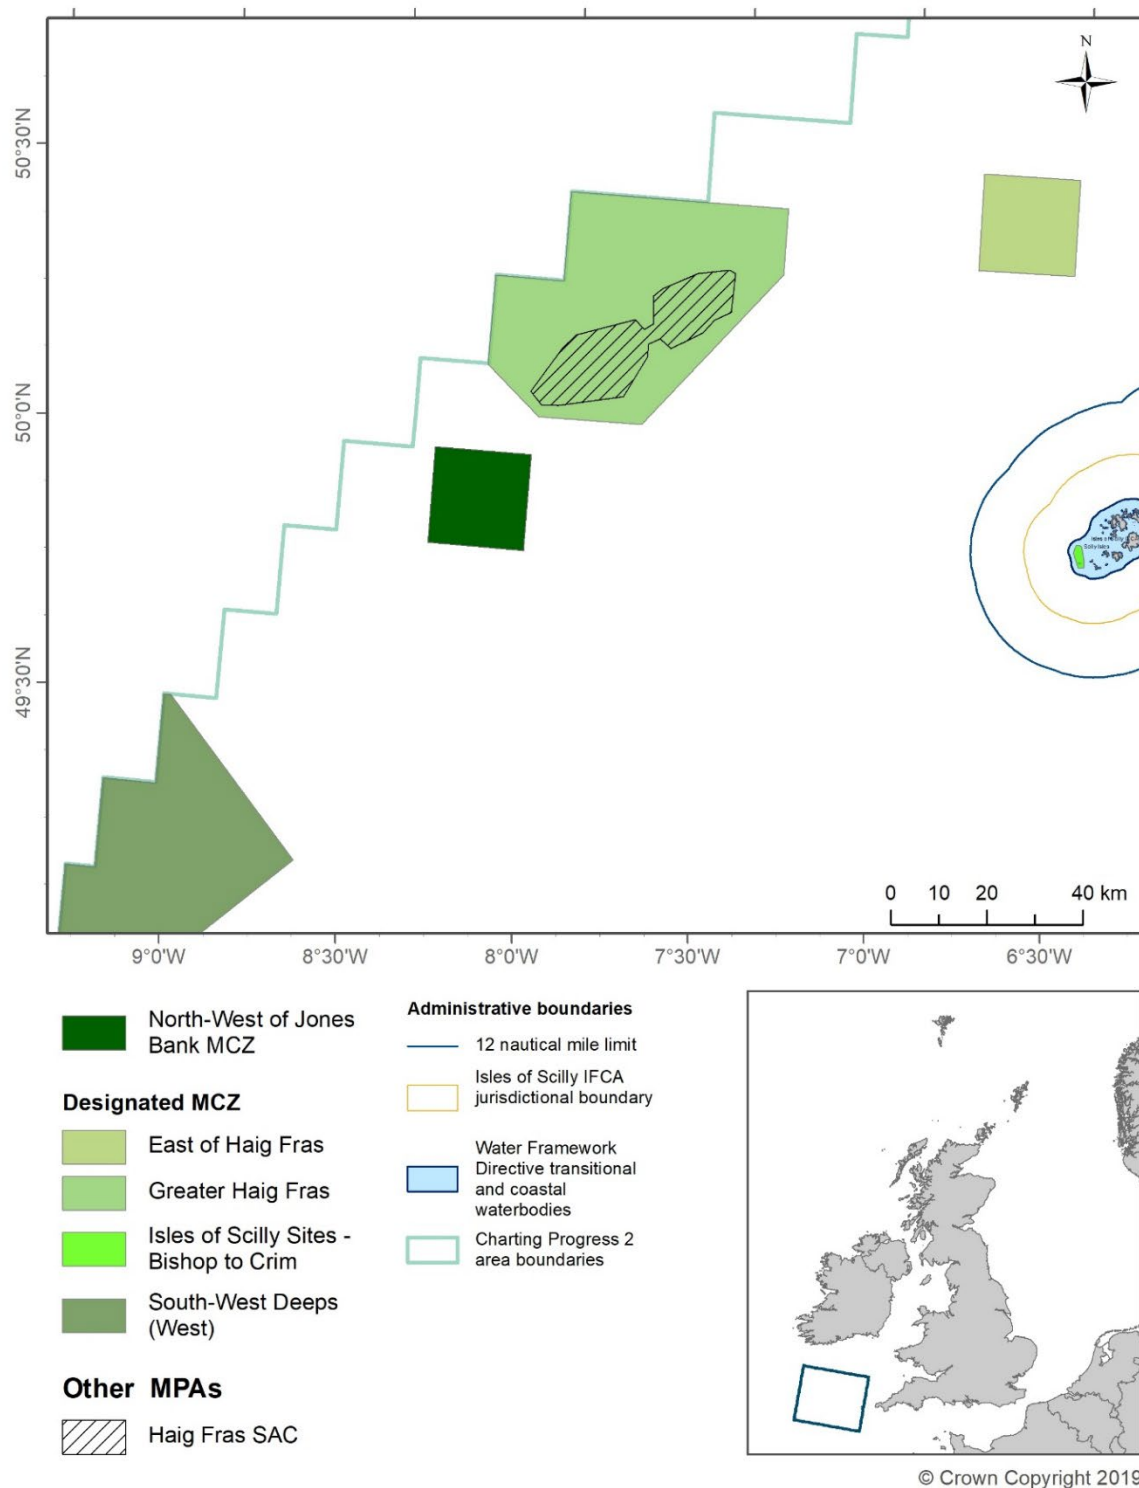 N
50°30'N
50°0'N
49°30'N
0 10 20 40 km
9°0'W 8°30'W 8°0'W 7°30'W 7°0'W 6°30'W
North-West of Jones
Bank MCZ
Designated MCZ
East of Haig Fras
Greater Haig Fras
Isles of Scilly Sites -
Bishop to Crim
South-West Deeps
(West)
Other MPAs
Haig Fras SAC
Administrative boundaries
12 nautical mile limit
Isles of Scilly IFCA
jurisdictional boundary
Water Framework
Directive transitional
and coastal
waterbodies
Charting Progress 2
area boundaries
© Crown Copyright 2019